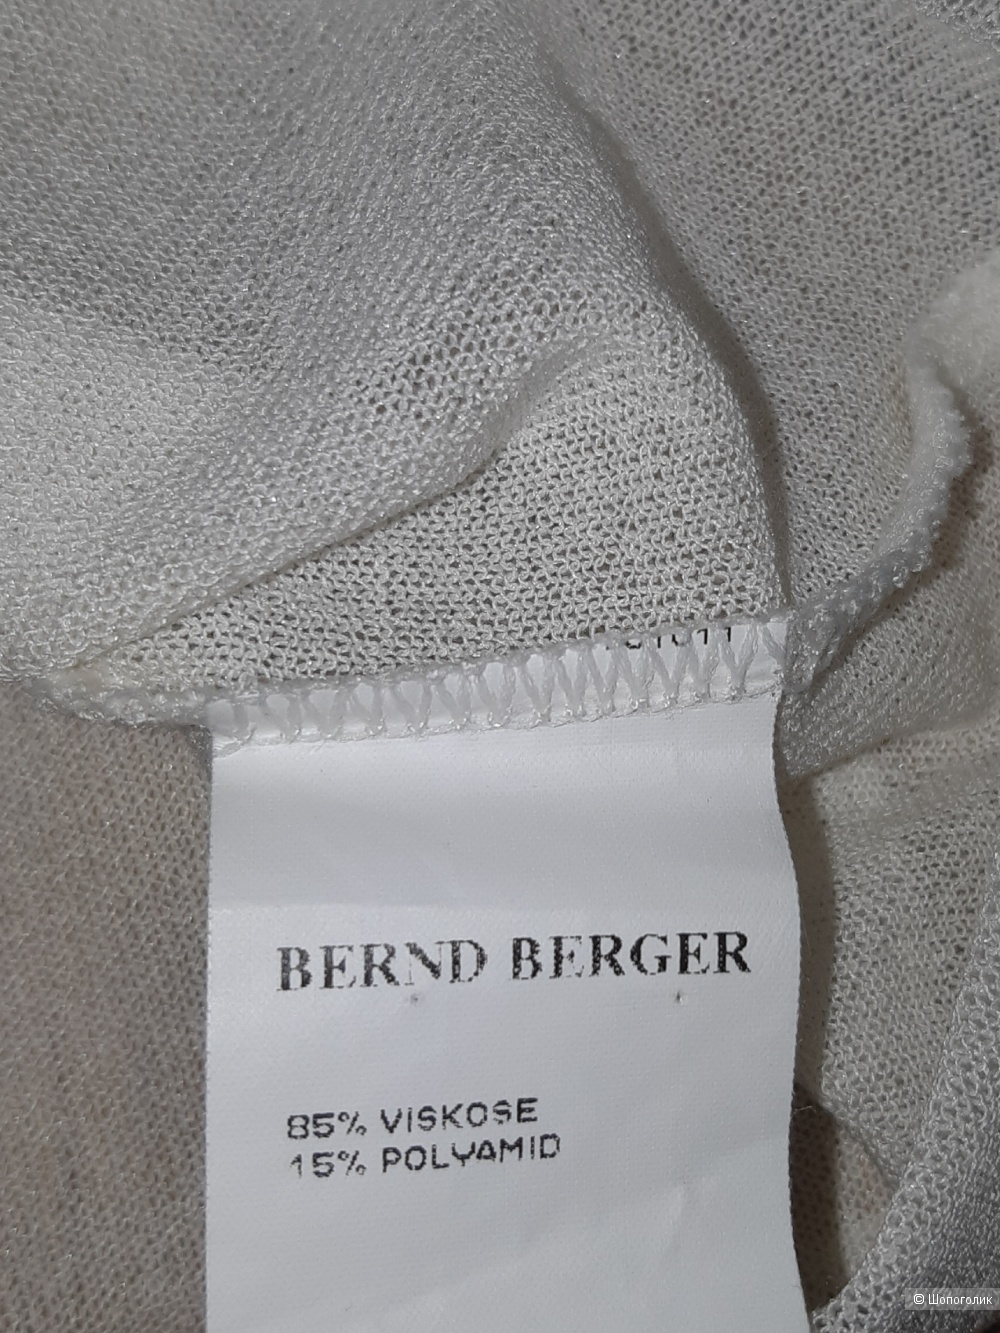 BERND BERGER
85% VISKOSE
15% POLYAMID
© Шопоголик